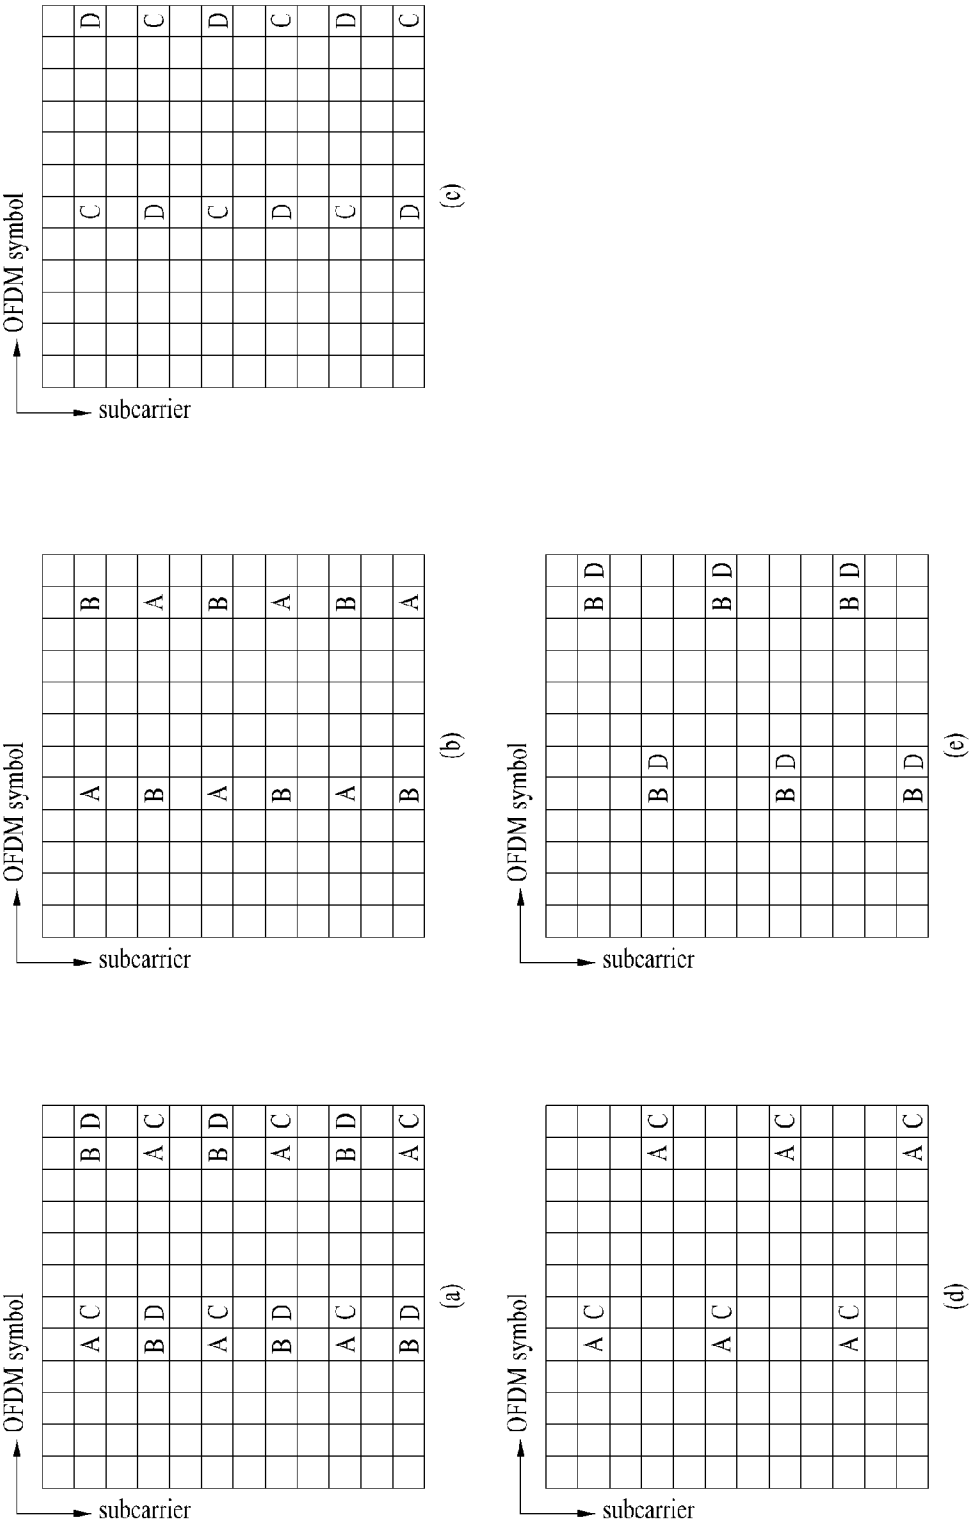 OFDM symbol
subcarrier
A C B D
B D A C
A C B D
B D A C
A C B D
B D A C
(a)
OFDM symbol
subcarrier
A B
B A
A B
B A
A B
B A
(b)
OFDM symbol
subcarrier
C D
D C
C D
D C
C D
D C
(c)
OFDM symbol
subcarrier
A C
A C
A C
A C
A C
A C
(d)
OFDM symbol
subcarrier
B D
B D
B D
B D
B D
B D
(e)